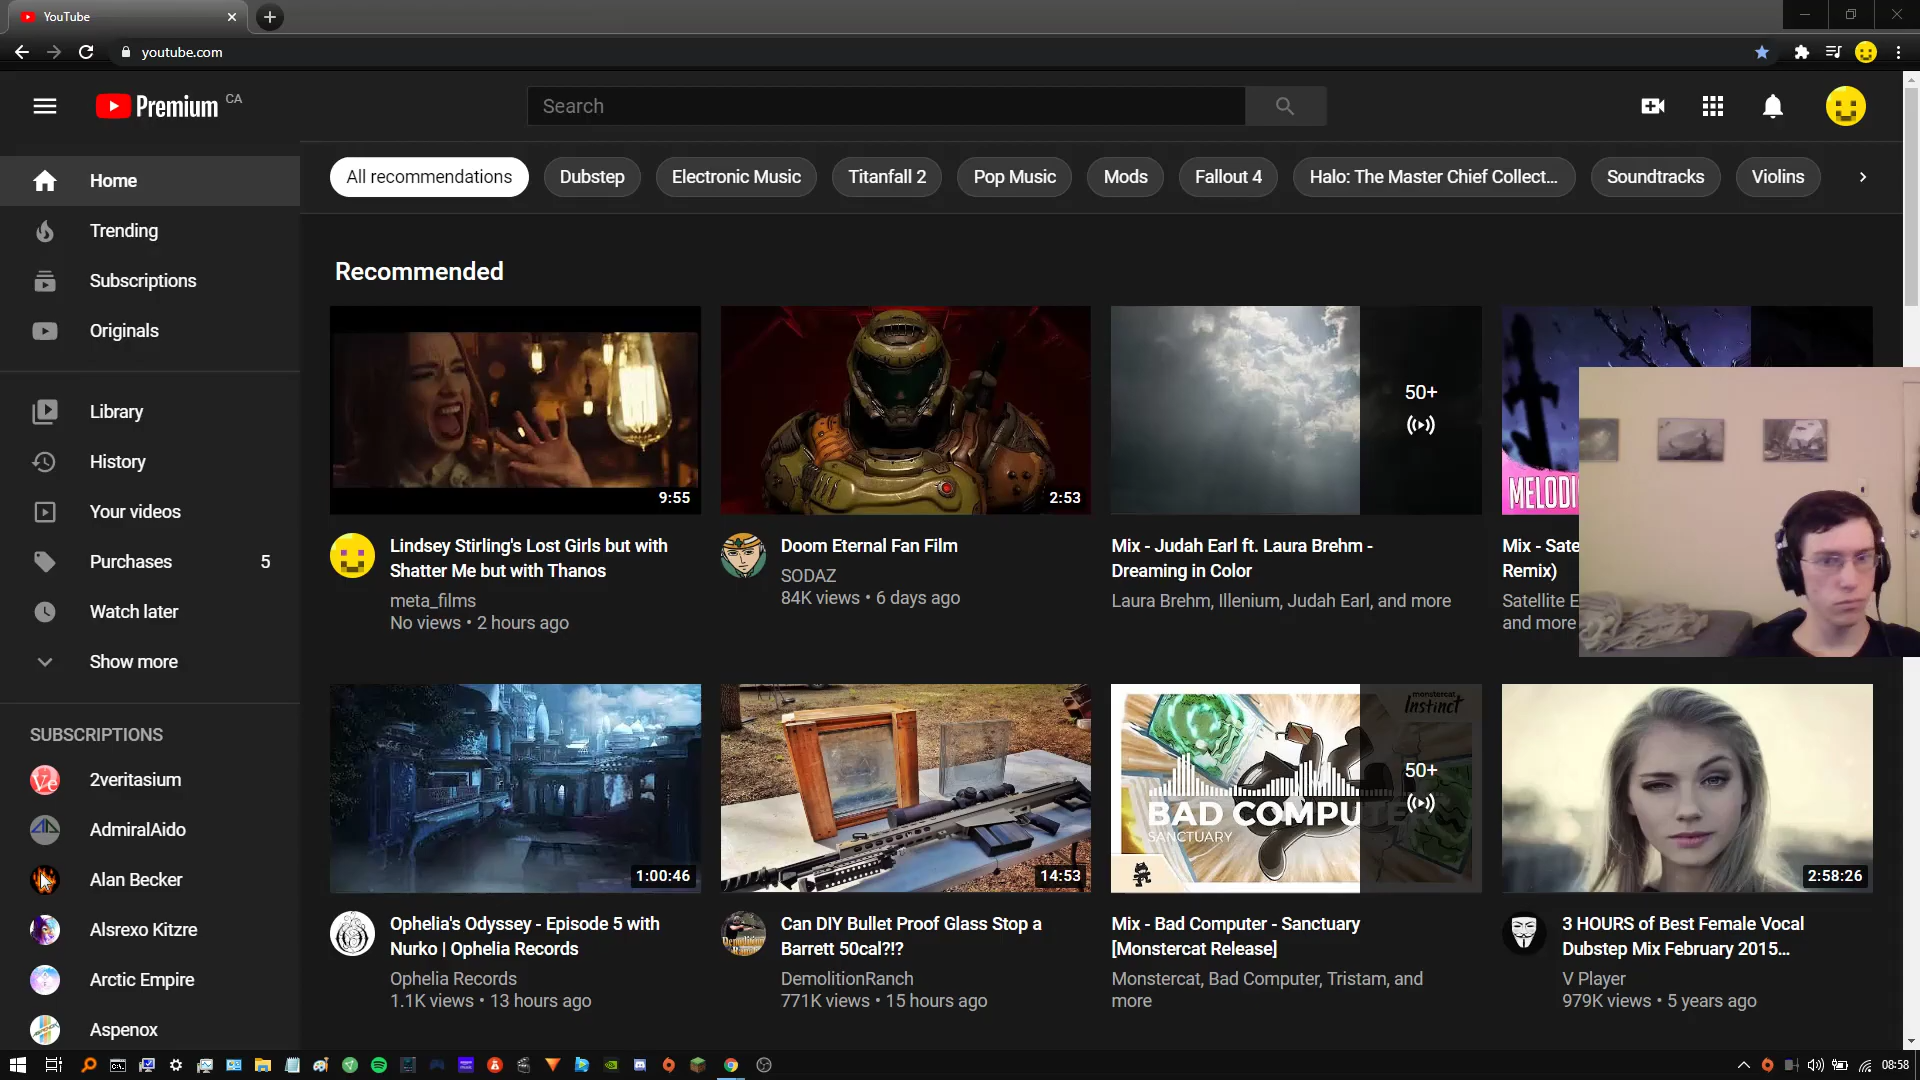 YouTube
youtube.com
Premium CA
Search
Home
Trending
Subscriptions
Originals
Library
History
Your videos
Purchases 5
Watch later
Show more
SUBSCRIPTIONS
2veritasium
AdmiralAido
Alan Becker
Alsrexo Kitzre
Arctic Empire
Aspenox
All recommendations
Dubstep
Electronic Music
Titanfall 2
Pop Music
Mods
Fallout 4
Halo: The Master Chief Collect...
Soundtracks
Violins
Recommended
9:55
Lindsey Stirling's Lost Girls but with
Shatter Me but with Thanos
meta_films
No views • 2 hours ago
2:53
Doom Eternal Fan Film
SODAZ
84K views • 6 days ago
50+
Mix - Judah Earl ft. Laura Brehm -
Dreaming in Color
Laura Brehm, Illenium, Judah Earl, and more
MELODI
Mix - Sate
Remix)
Satellite E
and more
1:00:46
Ophelia's Odyssey - Episode 5 with
Nurko | Ophelia Records
Ophelia Records
1.1K views • 13 hours ago
14:53
Can DIY Bullet Proof Glass Stop a
Barrett 50cal?!?
DemolitionRanch
771K views • 15 hours ago
monstercat
Instinct
50+
BAD COMPUTER
SANCTUARY
Mix - Bad Computer - Sanctuary
[Monstercat Release]
Monstercat, Bad Computer, Tristam, and
more
2:58:26
3 HOURS of Best Female Vocal
Dubstep Mix February 2015...
V Player
979K views • 5 years ago
08:58